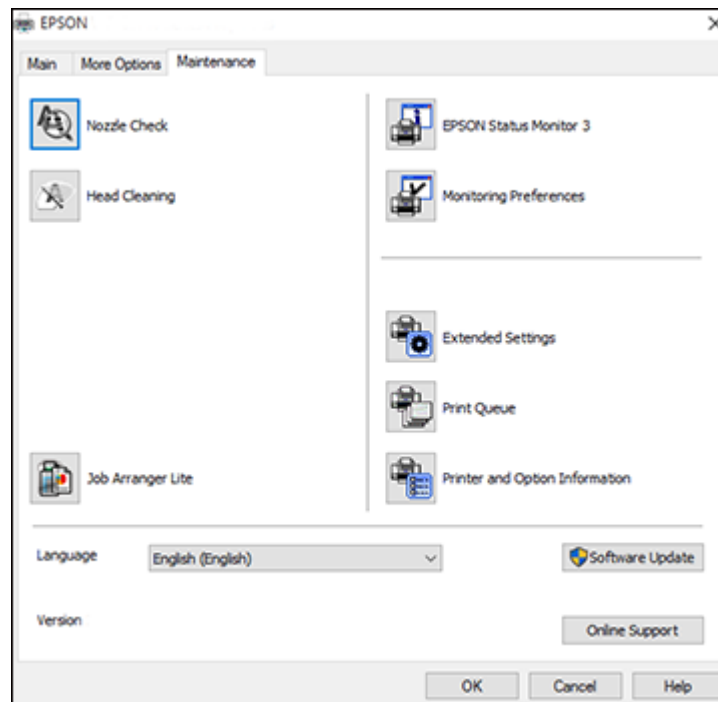 EPSON
Main More Options Maintenance
Nozzle Check
EPSON Status Monitor 3
Head Cleaning
Monitoring Preferences
Extended Settings
Print Queue
Job Arranger Lite
Printer and Option Information
Language English (English) Software Update
Version
Online Support
OK Cancel Help